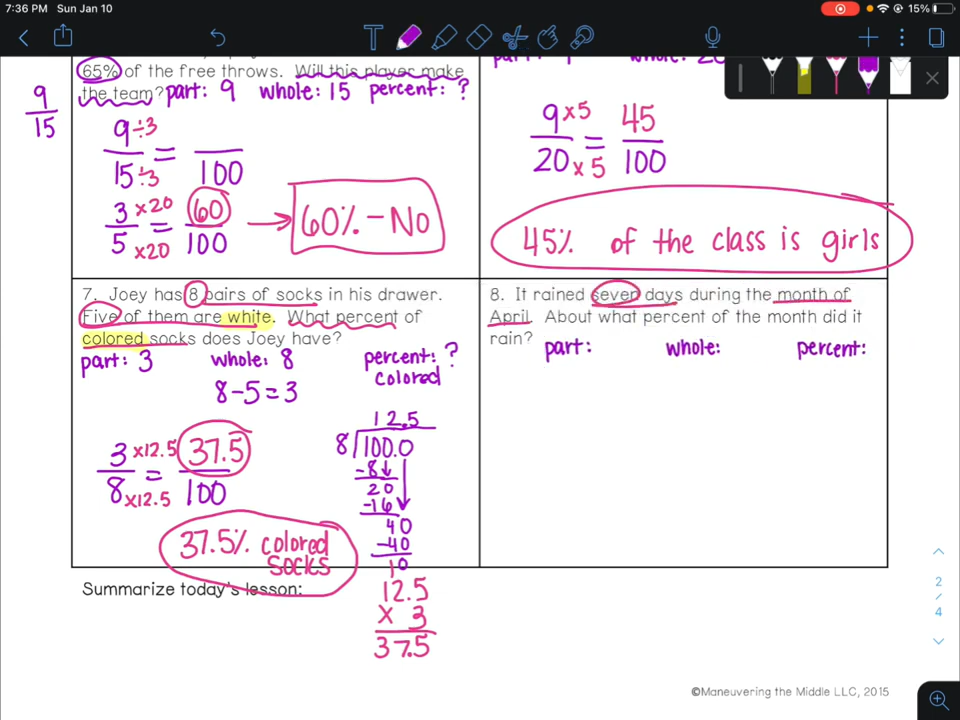 7:36 PM Sun Jan 10
15%
65% of the free throws. Will this player make
the team? part: 9 whole: 15 percent: ?
9/15
9÷3/15÷3 = /100
3×20/5×20 = 60/100 → 60% - No
9×5/20×5 = 45/100
45% of the class is girls
7. Joey has 8 pairs of socks in his drawer.
Five of them are white. What percent of
colored socks does Joey have?
part: 3 whole: 8 percent: ?
colored
8-5=3
3×12.5/8×12.5 = 37.5/100
37.5% colored
socks
12.5
8 100.0
-8
20
-16
40
-40
10
12.5
x 3
37.5
8. It rained seven days during the month of
April. About what percent of the month did it
rain?
part: whole: percent:
Summarize today's lesson:
2
/
4
©Maneuvering the Middle LLC, 2015